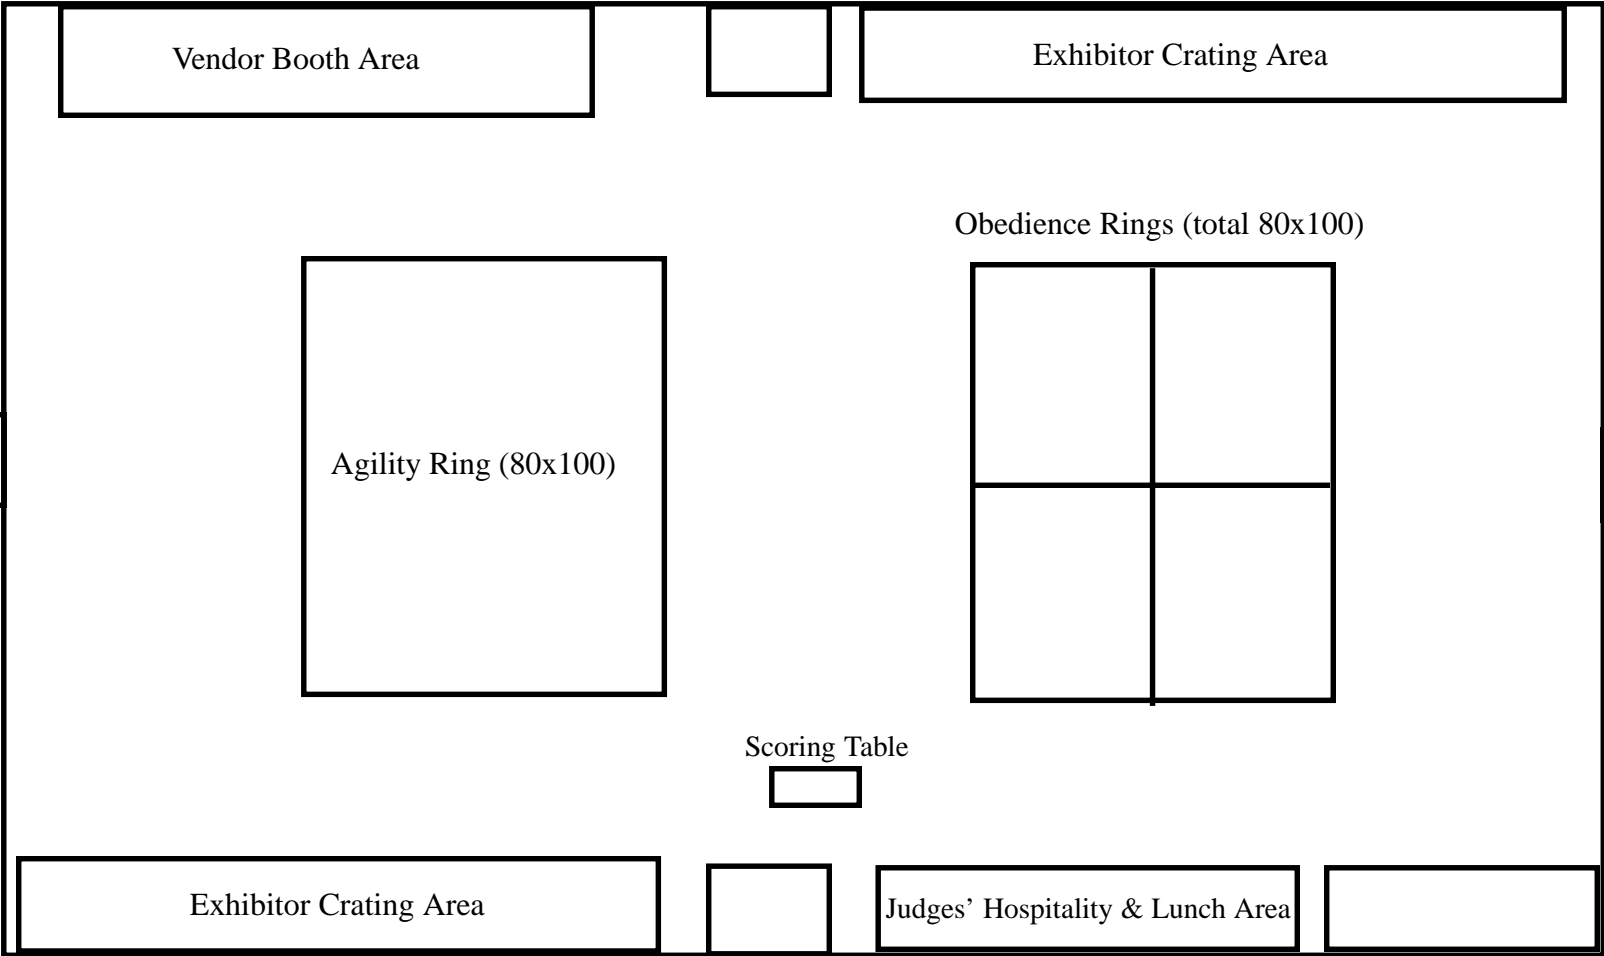 Vendor Booth Area
Exhibitor Crating Area
Obedience Rings (total 80x100)
Agility Ring (80x100)
Scoring Table
Exhibitor Crating Area
Judges’ Hospitality & Lunch Area